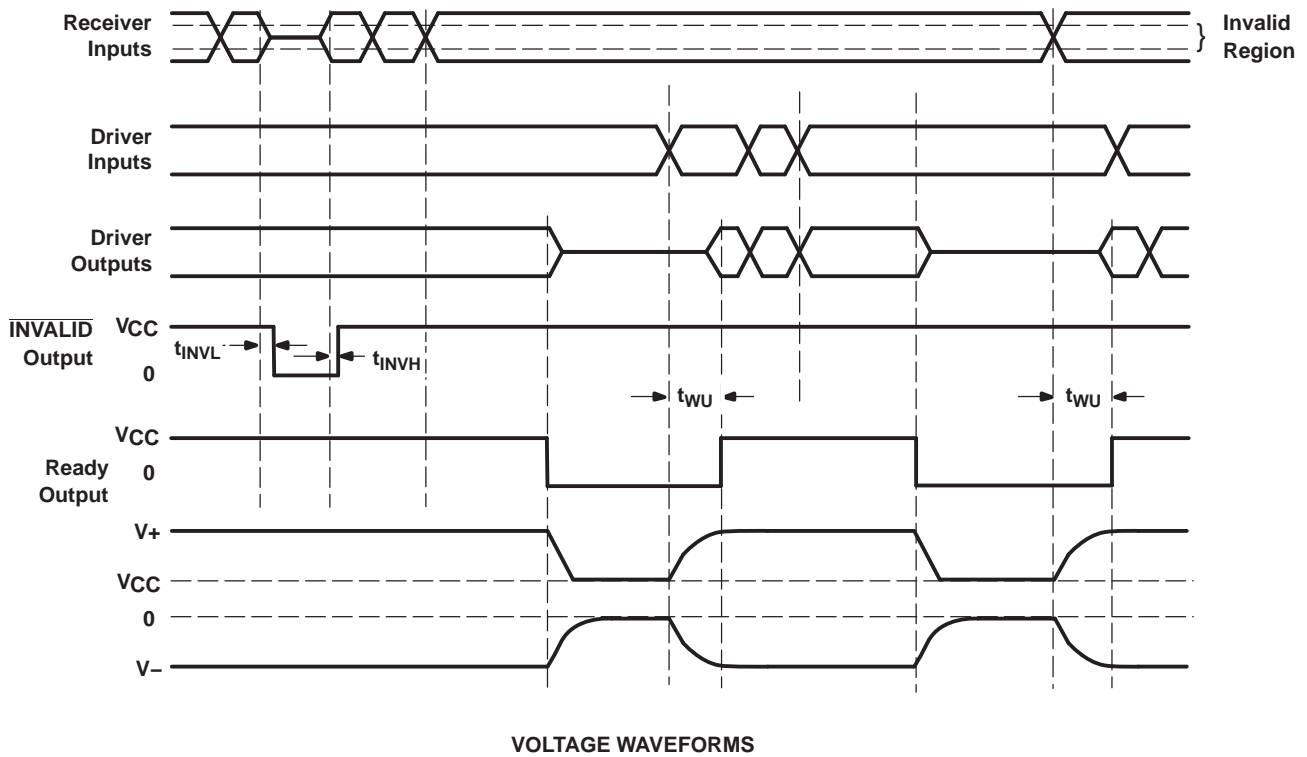 Receiver
Inputs
} Invalid
Region
Driver
Inputs
Driver
Outputs
INVALID
Output
VCC
0
tINVL
tINVH
tWU
tWU
Ready
Output
VCC
0
V+
VCC
0
V–
VOLTAGE WAVEFORMS